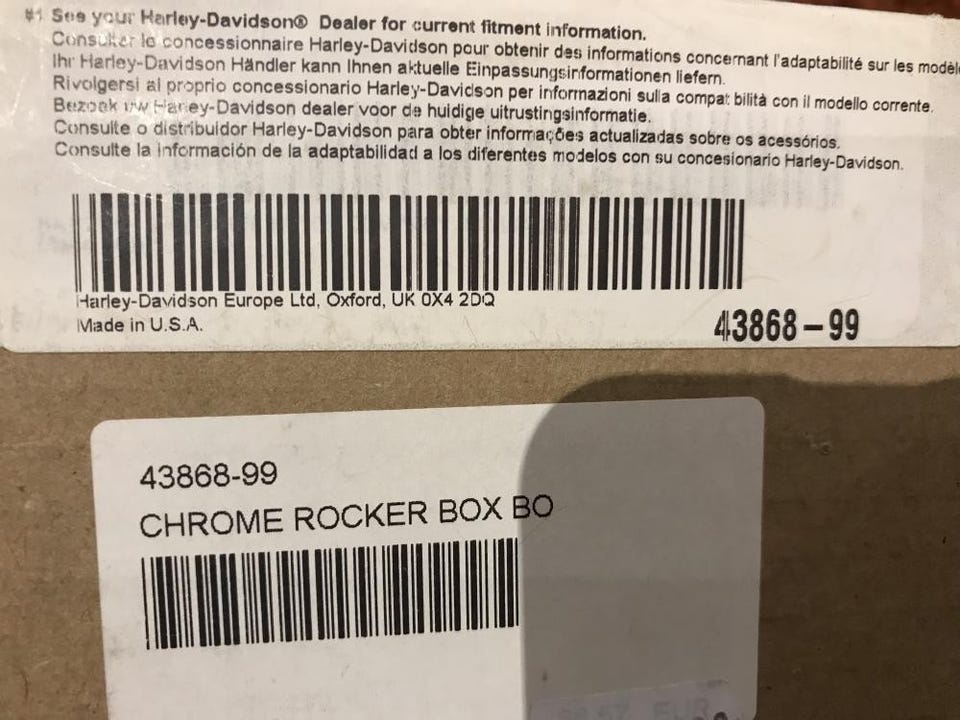 #1 See your Harley-Davidson® Dealer for current fitment information.
Consulter le concessionnaire Harley-Davidson pour obtenir des informations concernant l'adaptabilité sur les modèl
Ihr Harley-Davidson Händler kann Ihnen aktuelle Einpassungsinformationen liefern.
Rivolgersi al proprio concessionario Harley-Davidson per informazioni sulla compatibilità con il modello corrente.
Bezoek uw Harley-Davidson dealer voor de huidige uitrustingsinformatie.
Consulte o distribuidor Harley-Davidson para obter informações actualizadas sobre os acessórios.
Consulte la información de la adaptabilidad a los diferentes modelos con su concesionario Harley-Davidson.
Harley-Davidson Europe Ltd, Oxford, UK OX4 2DQ
Made in U.S.A.
43868-99
43868-99
CHROME ROCKER BOX BO
EUR